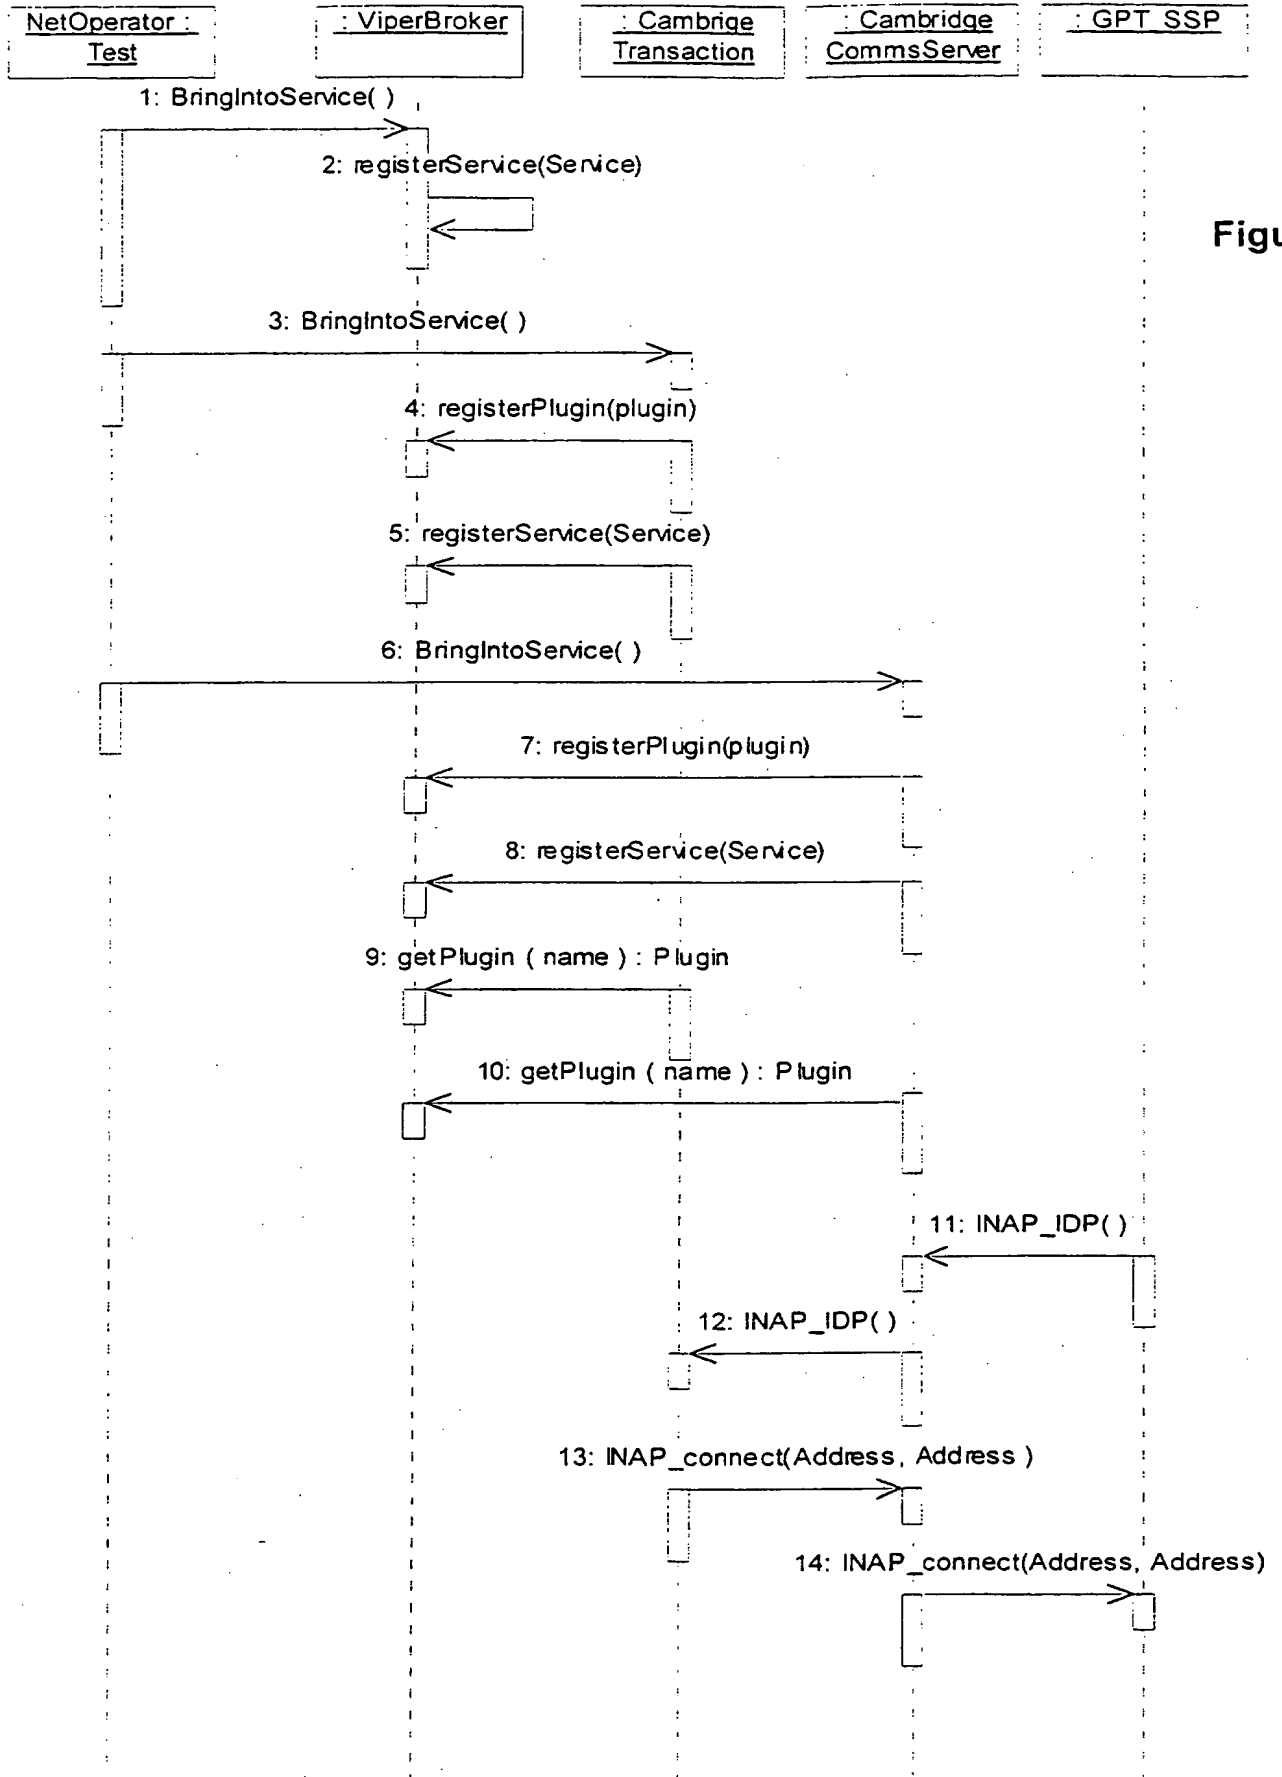 NetOperator :
Test
: ViperBroker
: Cambrige
Transaction
: Cambridge
CommsServer
: GPT SSP
1: BringIntoService( )
2: registerService(Service)
Figu
3: BringIntoService( )
4: registerPlugin(plugin)
5: registerService(Service)
6: BringIntoService( )
7: registerPlugin(plugin)
8: registerService(Service)
9: getPlugin ( name ) : Plugin
10: getPlugin ( name ) : Plugin
11: INAP_IDP( )
12: INAP_IDP( )
13: INAP_connect(Address, Address )
14: INAP_connect(Address, Address)